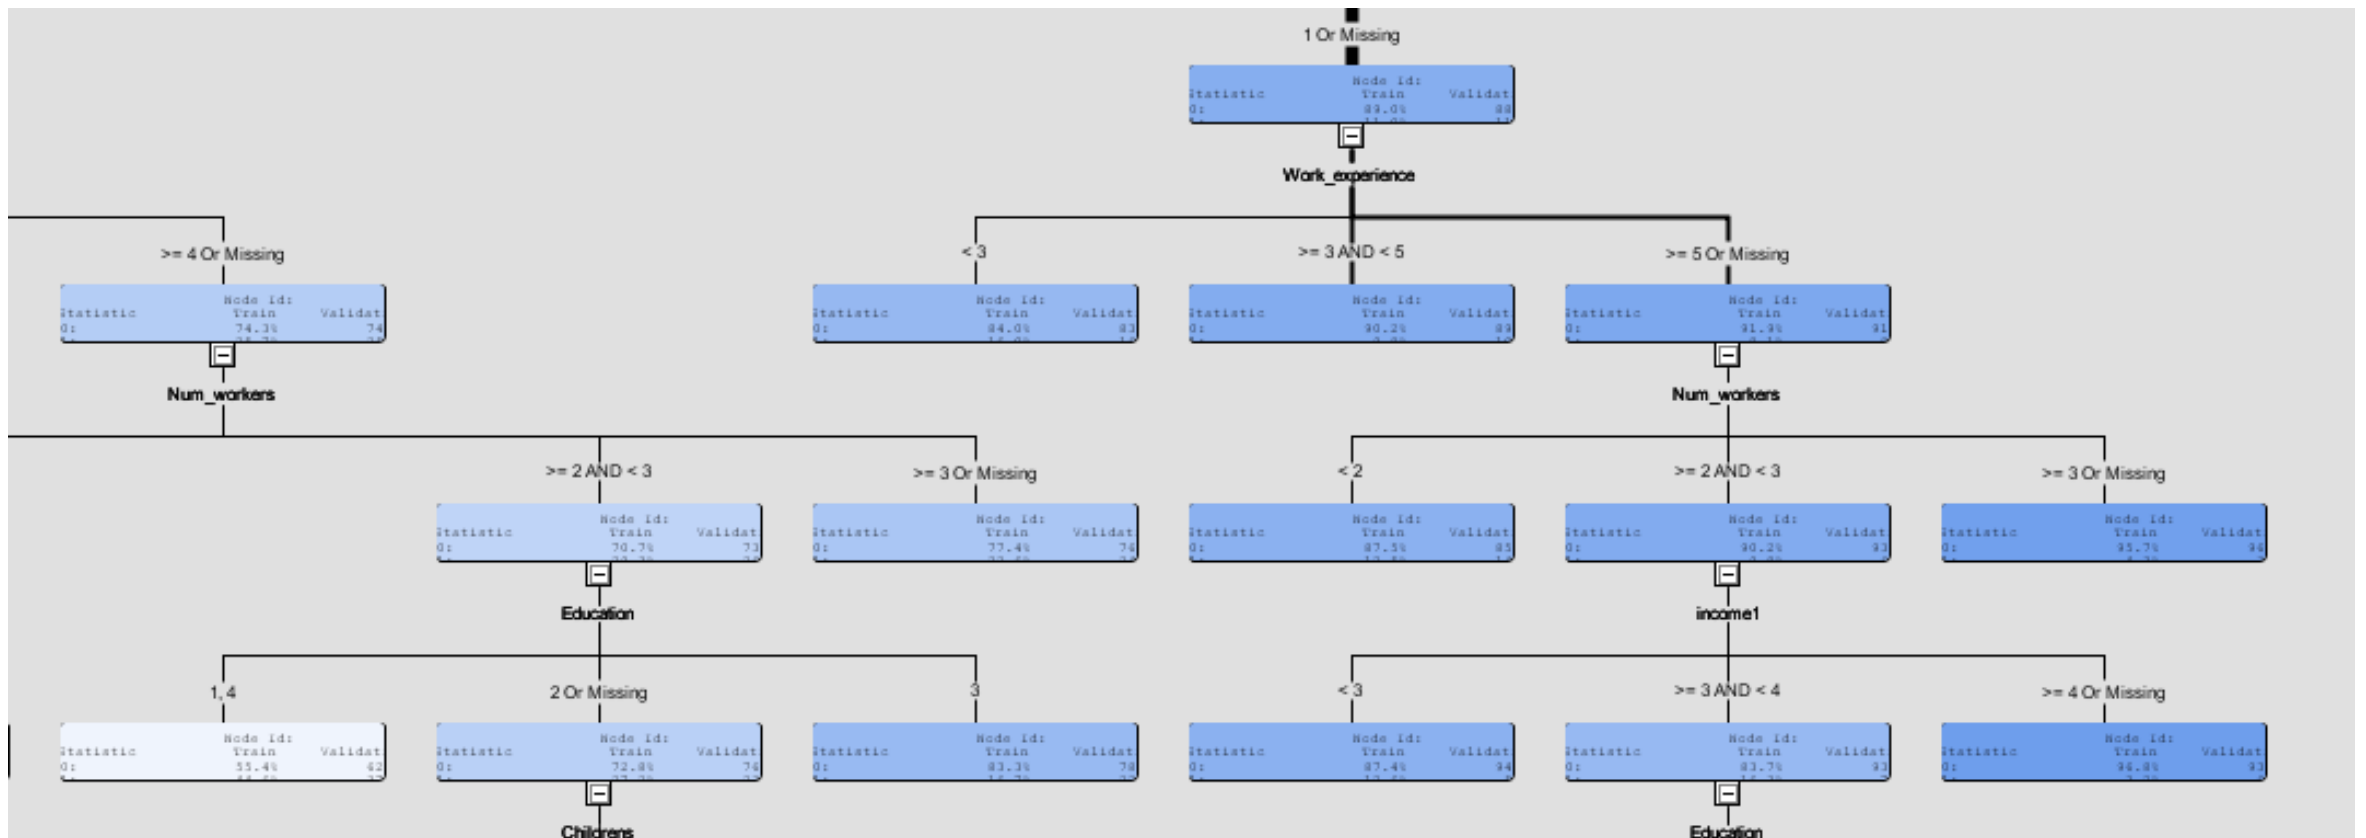 1 Or Missing
Node Id:
Statistic Train Validat
0: 89.0% 88
Work_experience
>= 4 Or Missing
< 3
>= 3 AND < 5
>= 5 Or Missing
Node Id:
Statistic Train Validat
0: 74.3% 74
Node Id:
Statistic Train Validat
0: 84.0% 83
Node Id:
Statistic Train Validat
0: 90.2% 89
Node Id:
Statistic Train Validat
0: 91.9% 91
Num_workers
Num_workers
>= 2 AND < 3
>= 3 Or Missing
< 2
>= 2 AND < 3
>= 3 Or Missing
Node Id:
Statistic Train Validat
0: 70.7% 73
Node Id:
Statistic Train Validat
0: 77.4% 76
Node Id:
Statistic Train Validat
0: 87.5% 85
Node Id:
Statistic Train Validat
0: 90.2% 93
Node Id:
Statistic Train Validat
0: 95.7% 96
Education
income1
1, 4
2 Or Missing
3
< 3
>= 3 AND < 4
>= 4 Or Missing
Node Id:
Statistic Train Validat
0: 55.4% 62
Node Id:
Statistic Train Validat
0: 72.8% 76
Node Id:
Statistic Train Validat
0: 83.3% 78
Node Id:
Statistic Train Validat
0: 87.4% 94
Node Id:
Statistic Train Validat
0: 83.7% 93
Node Id:
Statistic Train Validat
0: 96.8% 93
Childrens
Education